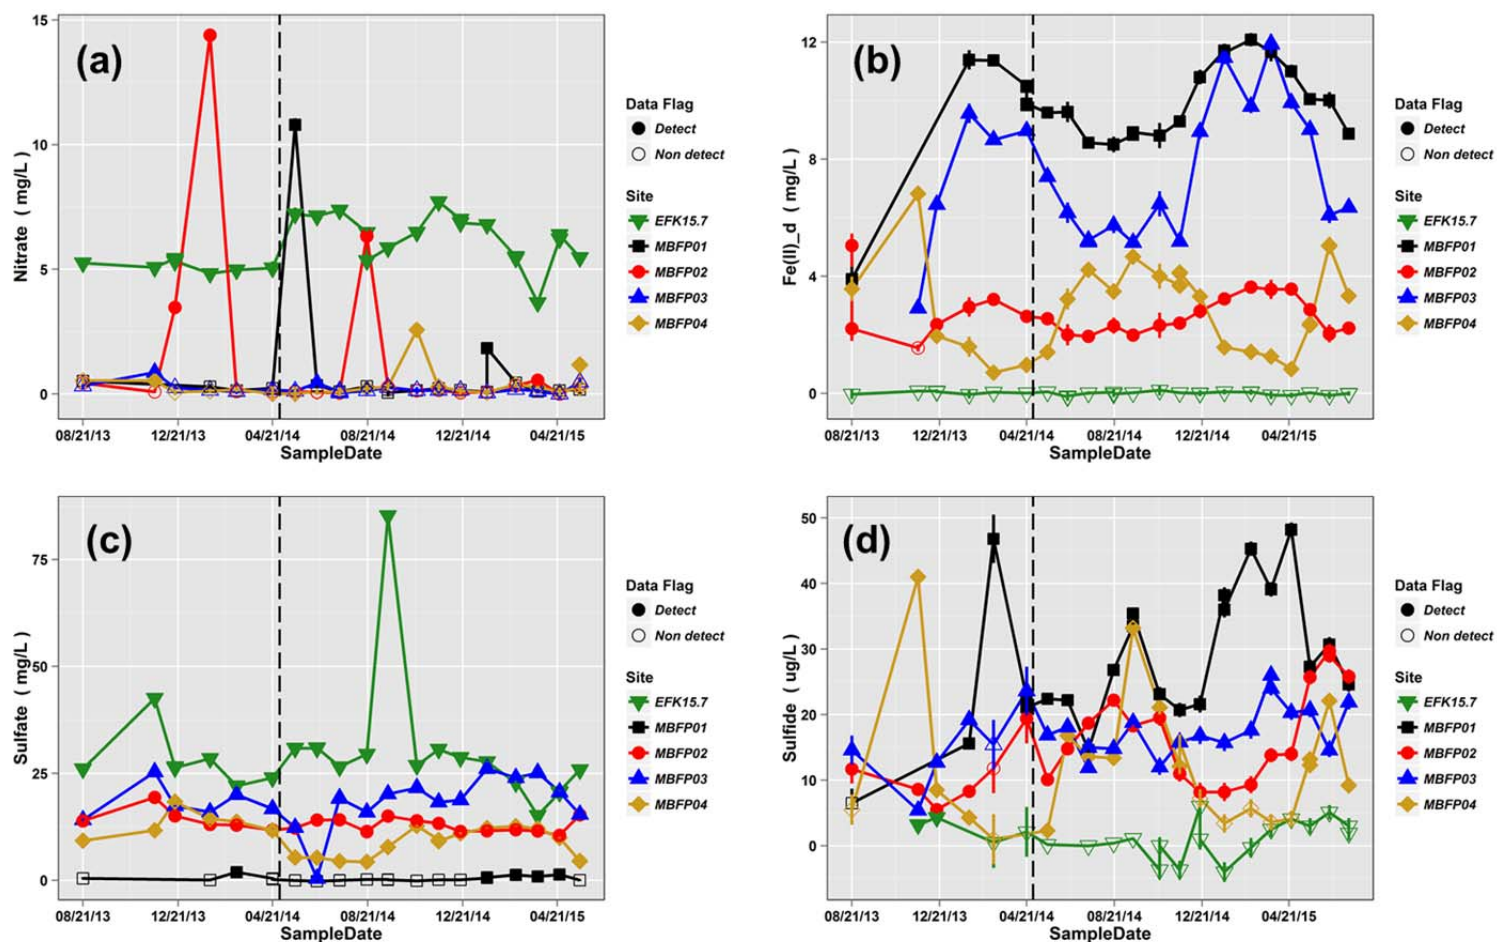 (a)
Nitrate ( mg/L )
15
10
5
0
08/21/13 12/21/13 04/21/14 08/21/14 12/21/14 04/21/15
SampleDate
Data Flag
Detect
Non detect
Site
EFK15.7
MBFP01
MBFP02
MBFP03
MBFP04
(b)
Fe(II)_d ( mg/L )
12
8
4
0
08/21/13 12/21/13 04/21/14 08/21/14 12/21/14 04/21/15
SampleDate
Data Flag
Detect
Non detect
Site
EFK15.7
MBFP01
MBFP02
MBFP03
MBFP04
(c)
Sulfate ( mg/L )
75
50
25
0
08/21/13 12/21/13 04/21/14 08/21/14 12/21/14 04/21/15
SampleDate
Data Flag
Detect
Non detect
Site
EFK15.7
MBFP01
MBFP02
MBFP03
MBFP04
(d)
Sulfide ( ug/L )
50
40
30
20
10
0
08/21/13 12/21/13 04/21/14 08/21/14 12/21/14 04/21/15
SampleDate
Data Flag
Detect
Non detect
Site
EFK15.7
MBFP01
MBFP02
MBFP03
MBFP04